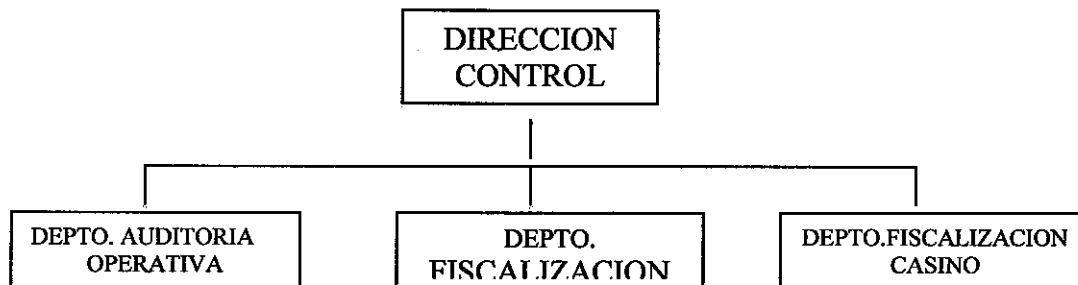 DIRECCION
CONTROL
DEPTO. AUDITORIA
OPERATIVA
DEPTO.
FISCALIZACION
DEPTO.FISCALIZACION
CASINO